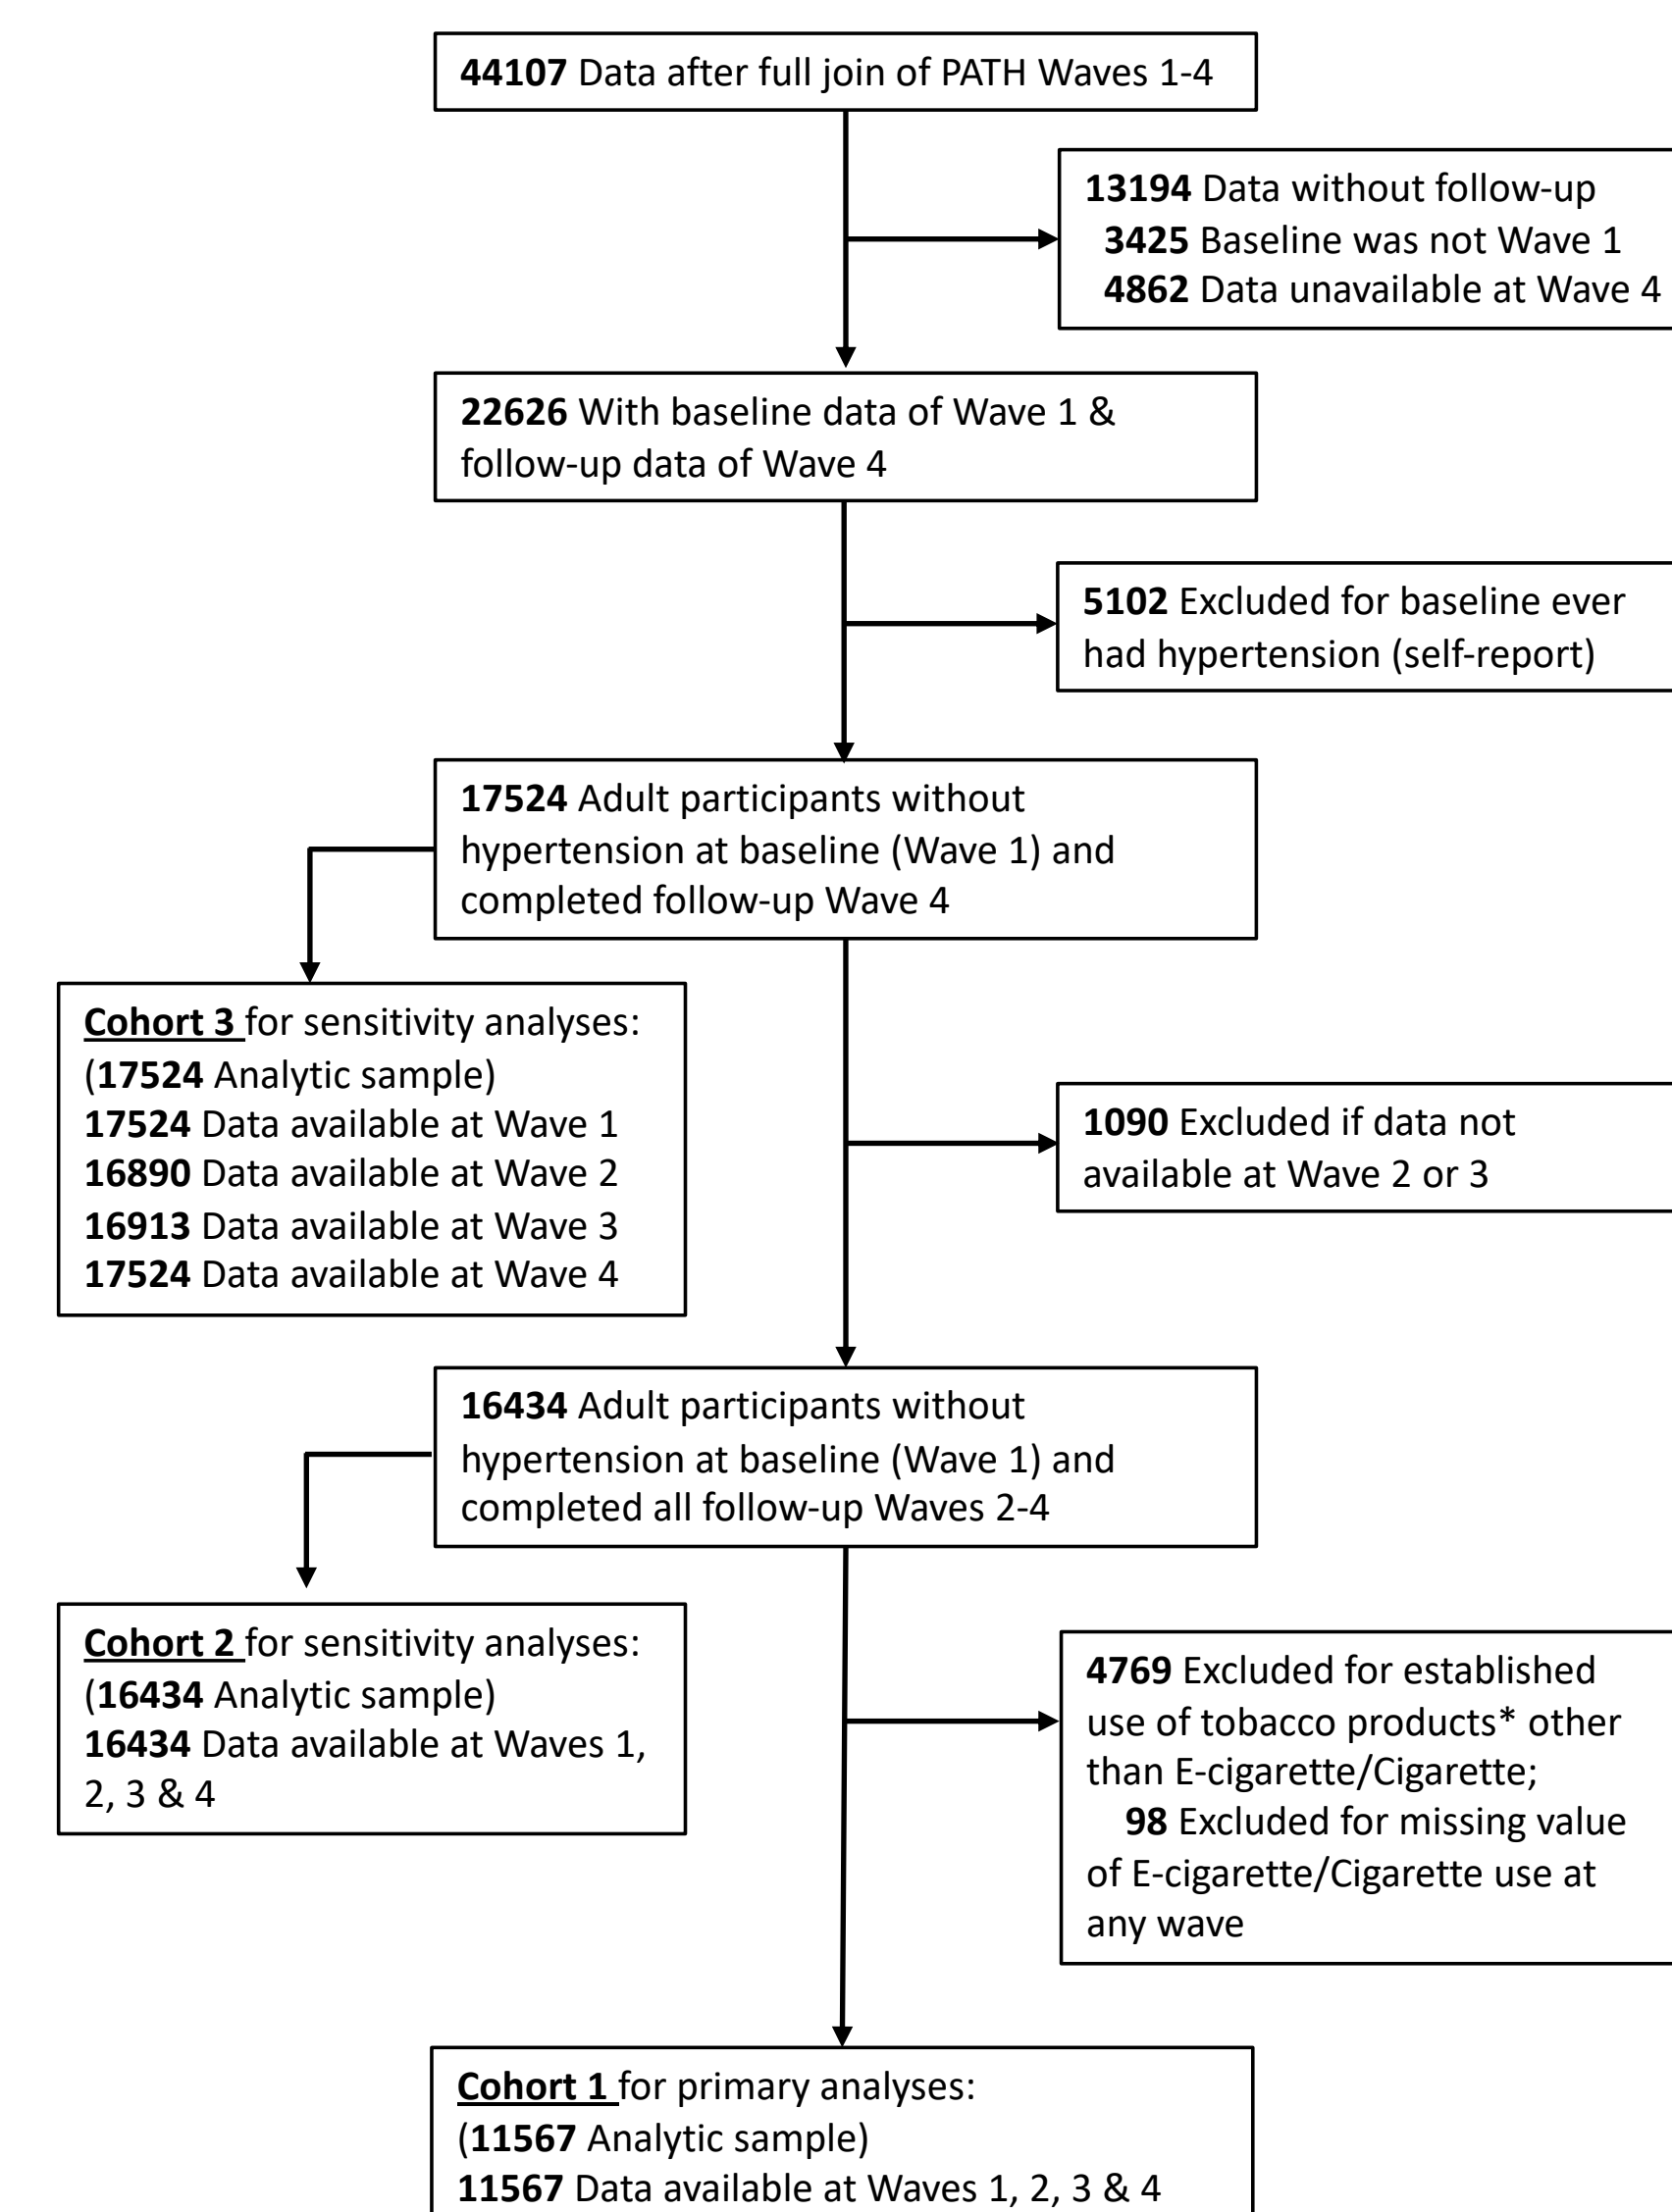 44107 Data after full join of PATH Waves 1-4
13194 Data without follow-up
3425 Baseline was not Wave 1
4862 Data unavailable at Wave 4
22626 With baseline data of Wave 1 &
follow-up data of Wave 4
5102 Excluded for baseline ever
had hypertension (self-report)
17524 Adult participants without
hypertension at baseline (Wave 1) and
completed follow-up Wave 4
Cohort 3 for sensitivity analyses:
(17524 Analytic sample)
17524 Data available at Wave 1
16890 Data available at Wave 2
16913 Data available at Wave 3
17524 Data available at Wave 4
1090 Excluded if data not
available at Wave 2 or 3
16434 Adult participants without
hypertension at baseline (Wave 1) and
completed all follow-up Waves 2-4
Cohort 2 for sensitivity analyses:
(16434 Analytic sample)
16434 Data available at Waves 1,
2, 3 & 4
4769 Excluded for established
use of tobacco products* other
than E-cigarette/Cigarette;
98 Excluded for missing value
of E-cigarette/Cigarette use at
any wave
Cohort 1 for primary analyses:
(11567 Analytic sample)
11567 Data available at Waves 1, 2, 3 & 4